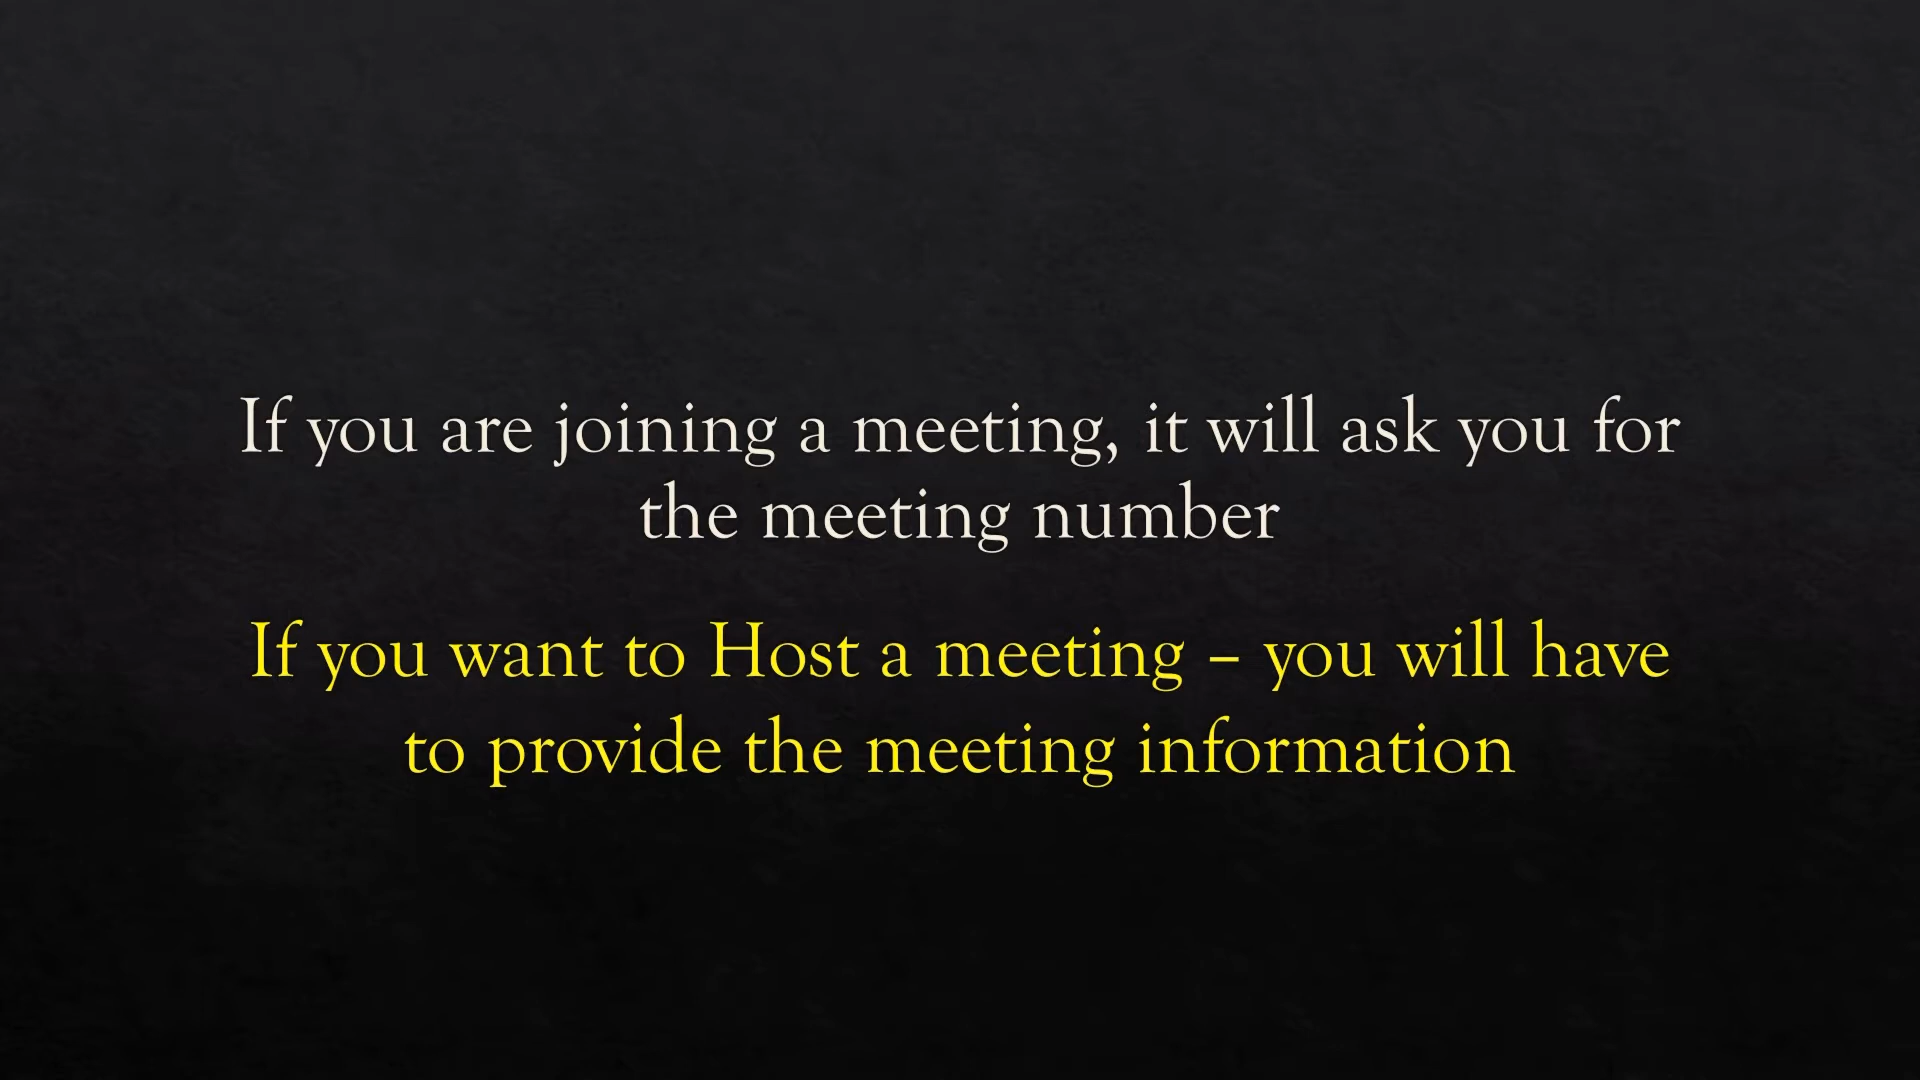 If you are joining a meeting, it will ask you for
the meeting number
If you want to Host a meeting – you will have
to provide the meeting information